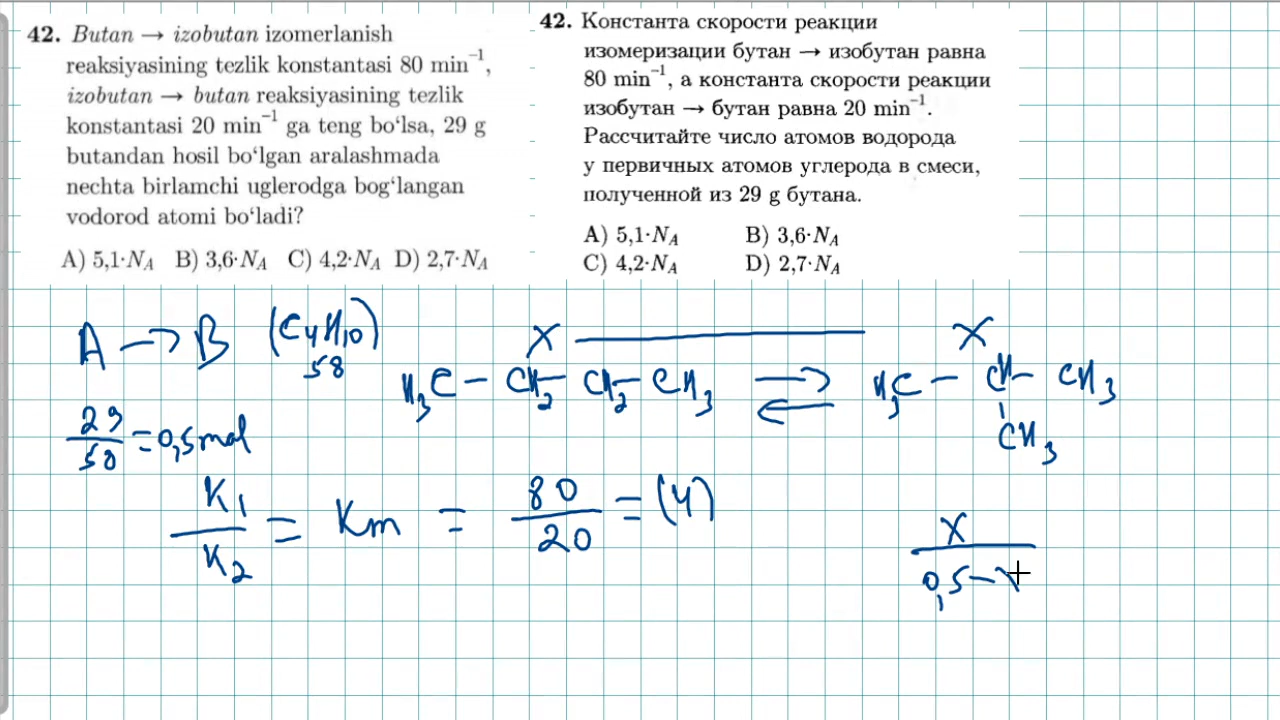 42. Butan → izobutan izomerlanish
reaksiyasining tezlik konstantasi 80 min⁻¹,
izobutan → butan reaksiyasining tezlik
konstantasi 20 min⁻¹ ga teng bo‘lsa, 29 g
butandan hosil bo‘lgan aralashmada
nechta birlamchi uglerodga bog‘langan
vodorod atomi bo‘ladi?
A) 5,1·N_A B) 3,6·N_A C) 4,2·N_A D) 2,7·N_A
42. Константа скорости реакции
изомеризации бутан → изобутан равна
80 min⁻¹, а константа скорости реакции
изобутан → бутан равна 20 min⁻¹.
Рассчитайте число атомов водорода
у первичных атомов углерода в смеси,
полученной из 29 g бутана.
A) 5,1·N_A B) 3,6·N_A
C) 4,2·N_A D) 2,7·N_A
A → B (C4H10)
58
X X
H3C – CH2 – CH2 – CH3 ⇄ H3C – CH – CH3
CH3
29/58 = 0,5 mol
K1/K2 = Km = 80/20 = (4)
X/0,5–X